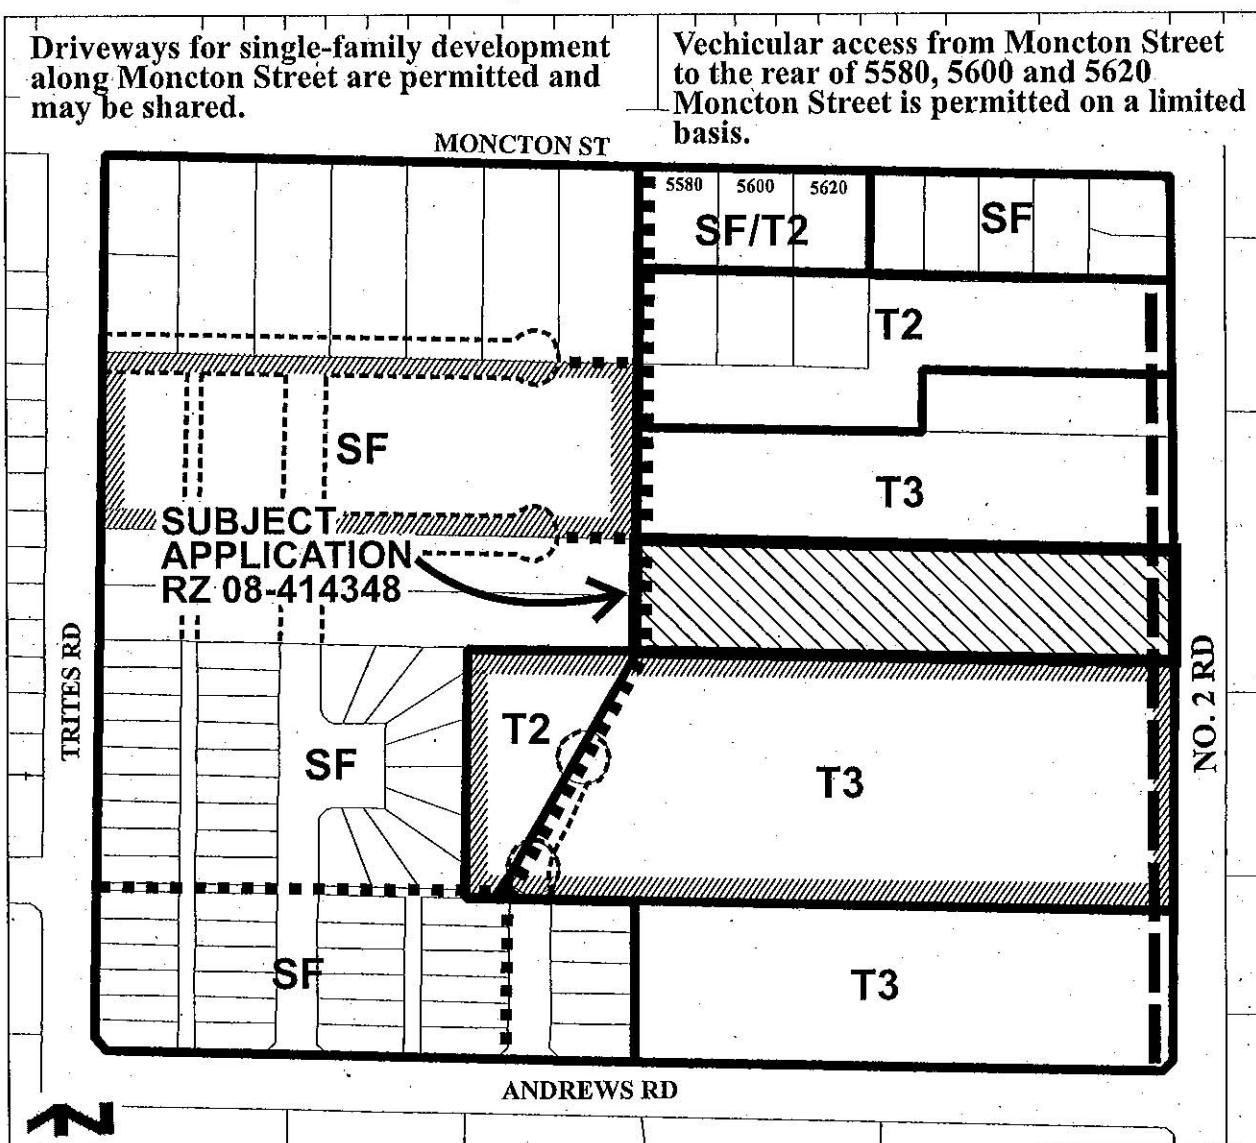 Driveways for single-family development
along Moncton Street are permitted and
may be shared.
Vechicular access from Moncton Street
to the rear of 5580, 5600 and 5620
Moncton Street is permitted on a limited
basis.
MONCTON ST
5580 5600 5620
SF/T2
SF
T2
SF
T3
SUBJECT
APPLICATION
RZ 08-414348
TRITES RD
NO. 2 RD
T2
SF
T3
SF
T3
ANDREWS RD
N